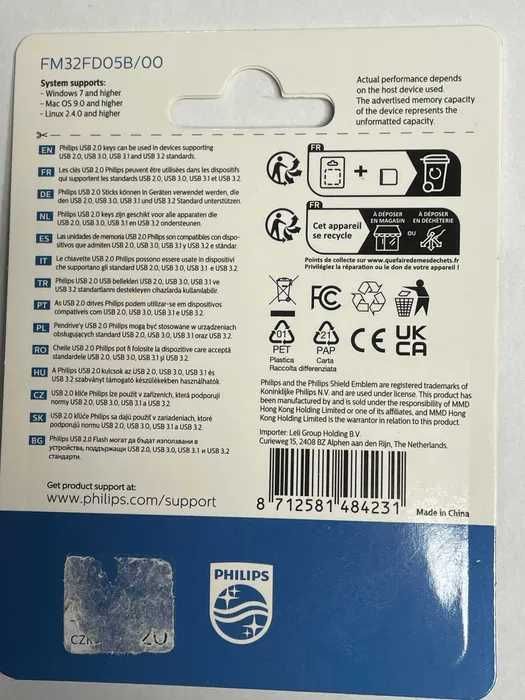 FM32FD05B/00
System supports:
- Windows 7 and higher
- Mac OS 9.0 and higher
- Linux 2.4.0 and higher
Actual performance depends
on the host device used.
The advertised memory capacity
of the device represents the
unformatted capacity.
EN Philips USB 2.0 keys can be used in devices supporting
USB 2.0, USB 3.0, USB 3.1 and USB 3.2 standards.
FR Les clés USB 2.0 Philips peuvent être utilisées dans les dispositifs
qui supportent les standards USB 2.0, USB 3.0, USB 3.1 et USB 3.2.
DE Philips USB 2.0 Sticks können in Geräten verwendet werden, die
den USB 2.0, USB 3.0, USB 3.1 und USB 3.2 Standard unterstützen.
NL Philips USB 2.0 keys zijn geschikt voor alle apparaten die
USB 2.0, USB 3.0, USB 3.1 en USB 3.2 ondersteunen.
ES Las unidades de memoria USB 2.0 Philips son compatibles con dispo-
sitivos que admiten USB 2.0, USB 3.0, USB 3.1 y USB 3.2 e stándar.
IT Le chiavette USB 2.0 Philips possono essere usate in dispositivi
che supportano gli standard USB 2.0, USB 3.0, USB 3.1 e USB 3.2.
TR Philips USB 2.0 USB bellekleri USB 2.0, USB 3.0, USB 3.1 ve
USB 3.2 standartlarını destekleyen cihazlarda kullanılabilir.
PT As USB 2.0 drives Philips podem utilizar-se em dispositivos
compatíveis com USB 2.0, USB 3.0, USB 3.1 e USB 3.2.
PL Pendrive'y USB 2.0 Philips mogą być stosowane w urządzeniach
obsługujących standard USB 2.0, USB 3.0, USB 3.1 oraz USB 3.2.
RO Cheile USB 2.0 Philips pot fi folosite la dispozitive care acceptă
standardele USB 2.0, USB 3.0, USB 3.1 și USB 3.2.
HU A Philips USB 2.0 kulcsok az USB 2.0, USB 3.0, USB 3.1 és
USB 3.2 szabványt támogató készülékekben használhatók.
CZ USB 2.0 klíče Philips lze použít v zařízeních, která podporují
normy USB 2.0, USB 3.0, USB 3.1 a USB 3.2.
SK USB 2.0 kľúče Philips sa dajú použiť v zariadeniach, ktoré
podporujú normu USB 2.0, USB 3.0, USB 3.1 a USB 3.2.
BG Philips USB 2.0 Flash могат да бъдат използвани в
устройства, поддържащи USB 2.0, USB 3.0, USB 3.1 и USB 3.2
стандарти.
Get product support at:
www.philips.com/support
FR
FR
Cet appareil
se recycle
À DÉPOSER
EN MAGASIN
OU
À DÉPOSER
EN DÉCHÈTERIE
Points de collecte sur www.quefairedemesdechets.fr
Privilégiez la réparation ou le don de votre appareil !
FC
01
PET
Plastica
21
PAP
Carta
Raccolta differenziata
CE
UK
CA
Philips and the Philips Shield Emblem are registered trademarks of
Koninklijke Philips N.V. and are used under license. This product has
been manufactured by and is sold under the responsibility of MMD
Hong Kong Holding Limited or one of its affiliates, and MMD Hong
Kong Holding Limited is the warrantor in relation to this product.
Importer: Leli Group Holding B.V.
Curieweg 15, 2408 BZ Alphen aan den Rijn, The Netherlands.
8 712581 484231
Made in China
PHILIPS